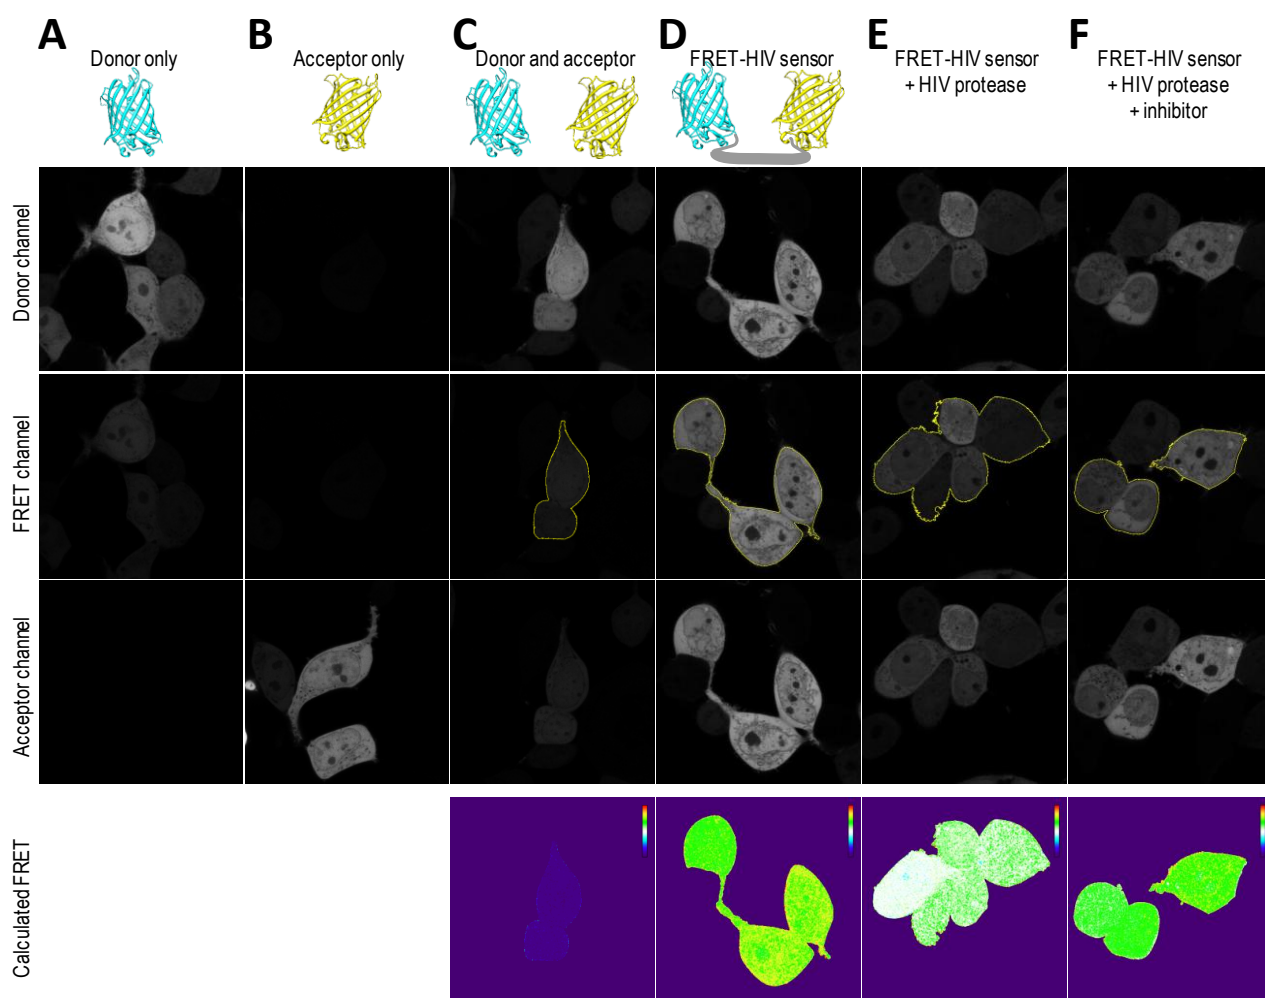 A
Donor only
B
Acceptor only
C
Donor and acceptor
D
FRET-HIV sensor
E
FRET-HIV sensor
+ HIV protease
F
FRET-HIV sensor
+ HIV protease
+ inhibitor
Donor channel
FRET channel
Acceptor channel
Calculated FRET